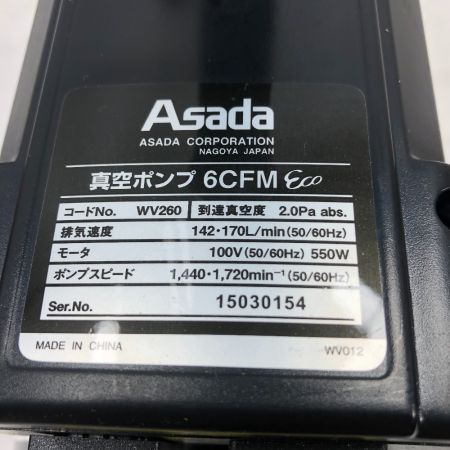 Asada
ASADA CORPORATION
NAGOYA JAPAN
真空ポンプ 6CFM Eco
コードNo. WV260 到達真空度 2.0Pa abs.
排気速度 142・170L/min(50/60Hz)
モータ 100V(50/60Hz) 550W
ポンプスピード 1,440・1,720min⁻¹(50/60Hz)
Ser.No. 15030154
MADE IN CHINA WV012